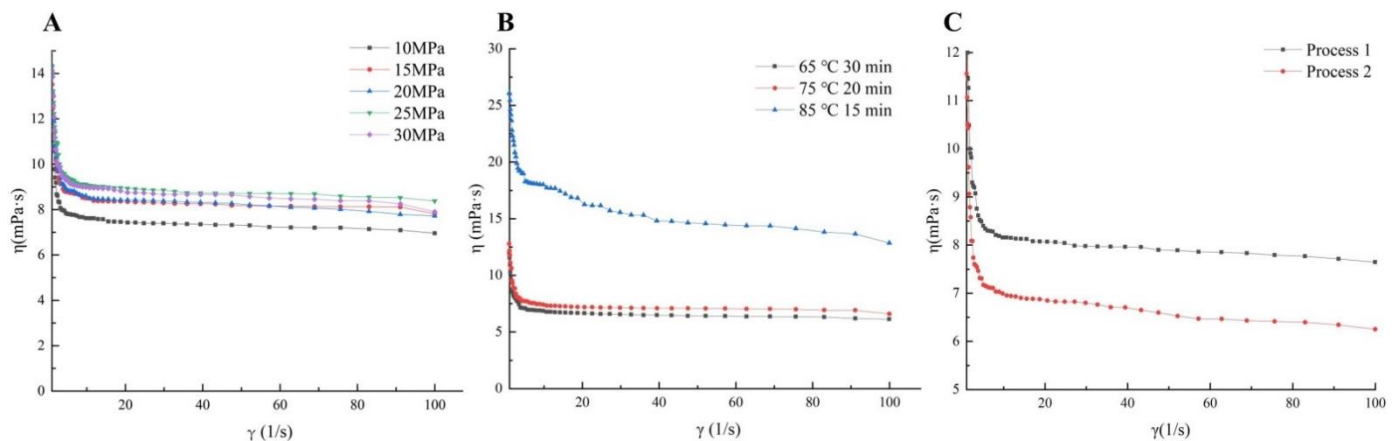 A
10MPa
15MPa
20MPa
25MPa
30MPa
14
12
10
8
6
4
2
0
η(mPa·s)
20
40
60
80
100
γ (1/s)
B
65 ℃ 30 min
75 ℃ 20 min
85 ℃ 15 min
30
25
20
15
10
5
0
η (mPa·s)
20
40
60
80
100
γ (1/s)
C
Process 1
Process 2
12
11
10
9
8
7
6
5
η(mPa·s)
20
40
60
80
100
γ(1/s)